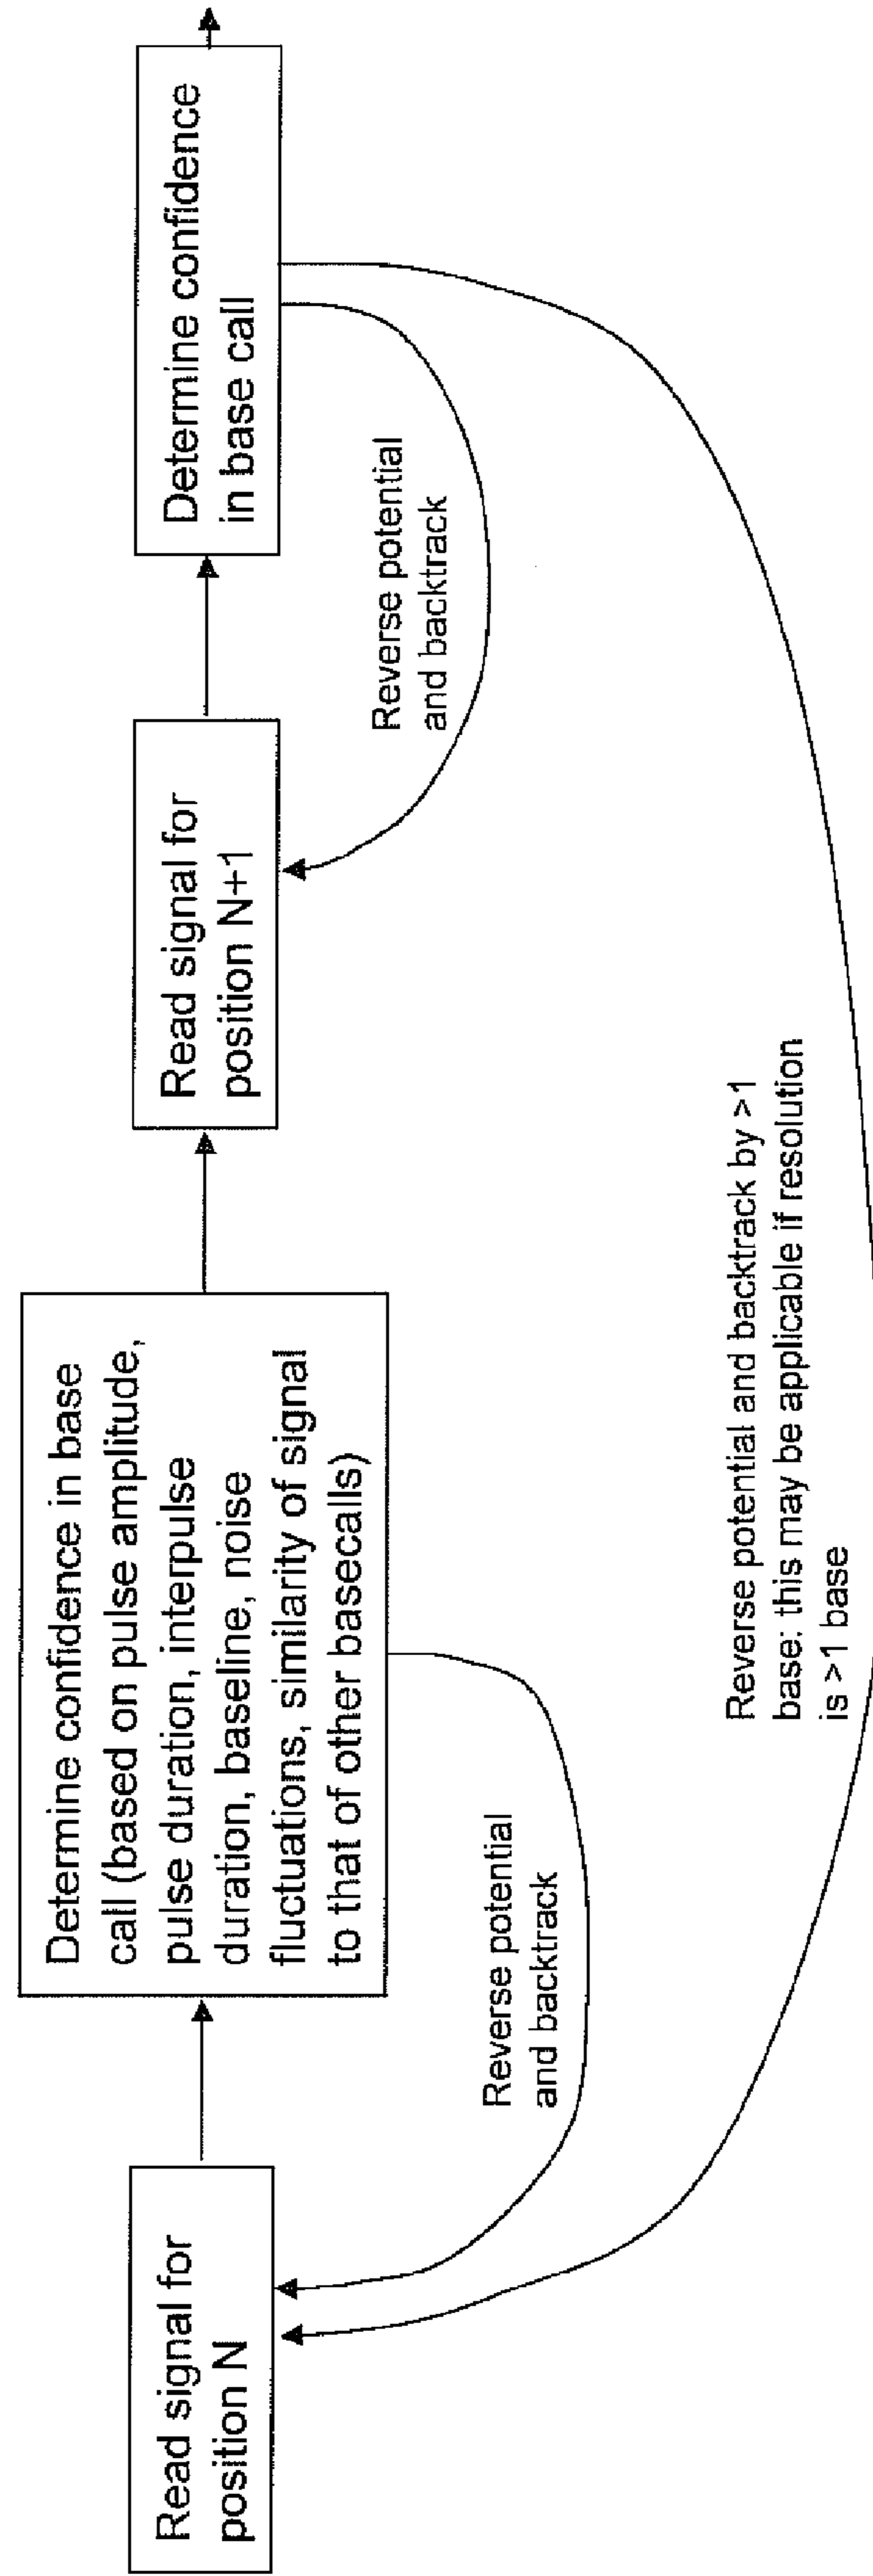 Read signal for
position N
Determine confidence in base
call (based on pulse amplitude,
pulse duration, interpulse
duration, baseline, noise
fluctuations, similarity of signal
to that of other basecalls)
Read signal for
position N+1
Determine confidence
in base call
Reverse potential
and backtrack
Reverse potential
and backtrack
Reverse potential and backtrack by >1
base: this may be applicable if resolution
is >1 base